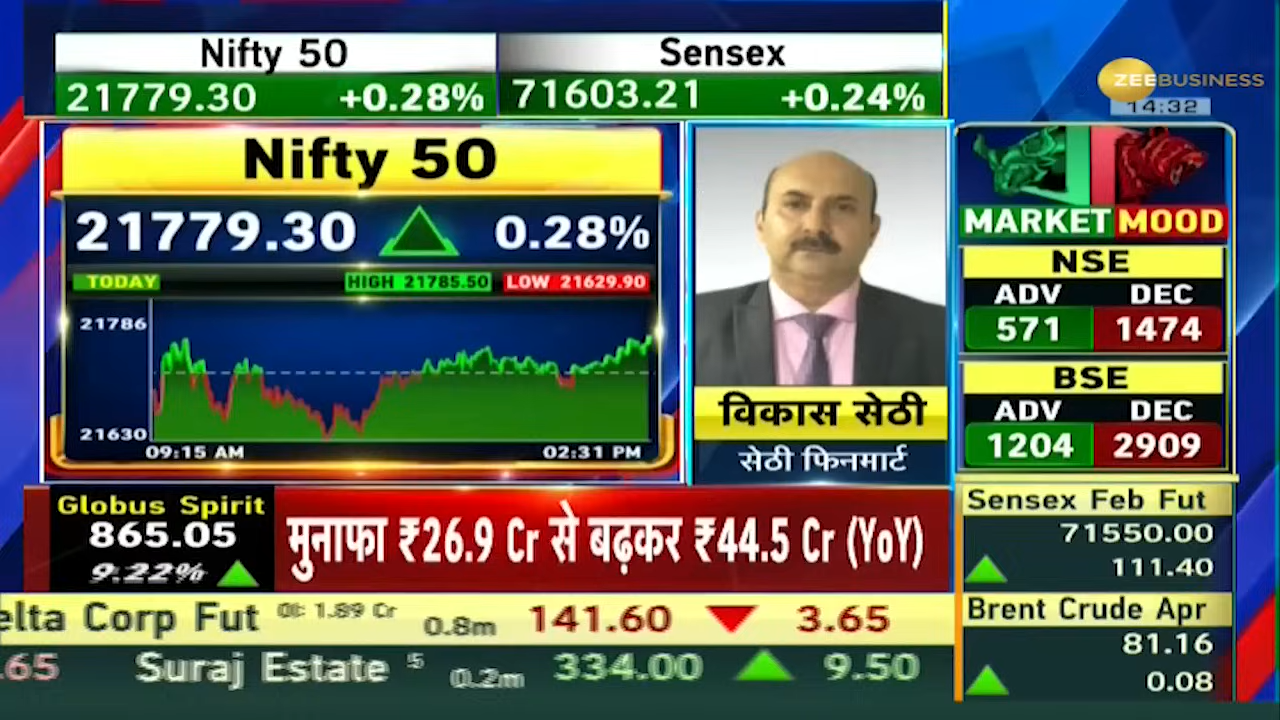 Nifty 50
21779.30 +0.28%
Sensex
71603.21 +0.24%
ZEEBUSINESS
14:32
Nifty 50
21779.30 0.28%
TODAY HIGH 21785.50 LOW 21629.90
21786
21630
09:15 AM 02:31 PM
विकास सेठी
सेठी फिनमार्ट
MARKET MOOD
NSE
ADV DEC
571 1474
BSE
ADV DEC
1204 2909
Globus Spirit
865.05
9.22%
मुनाफा ₹26.9 Cr से बढ़कर ₹44.5 Cr (YoY)
Sensex Feb Fut
71550.00
111.40
Brent Crude Apr
81.16
0.08
elta Corp Fut OI: 1.89 Cr 0.8m 141.60 3.65
.65 Suraj Estate 5 0.2m 334.00 9.50